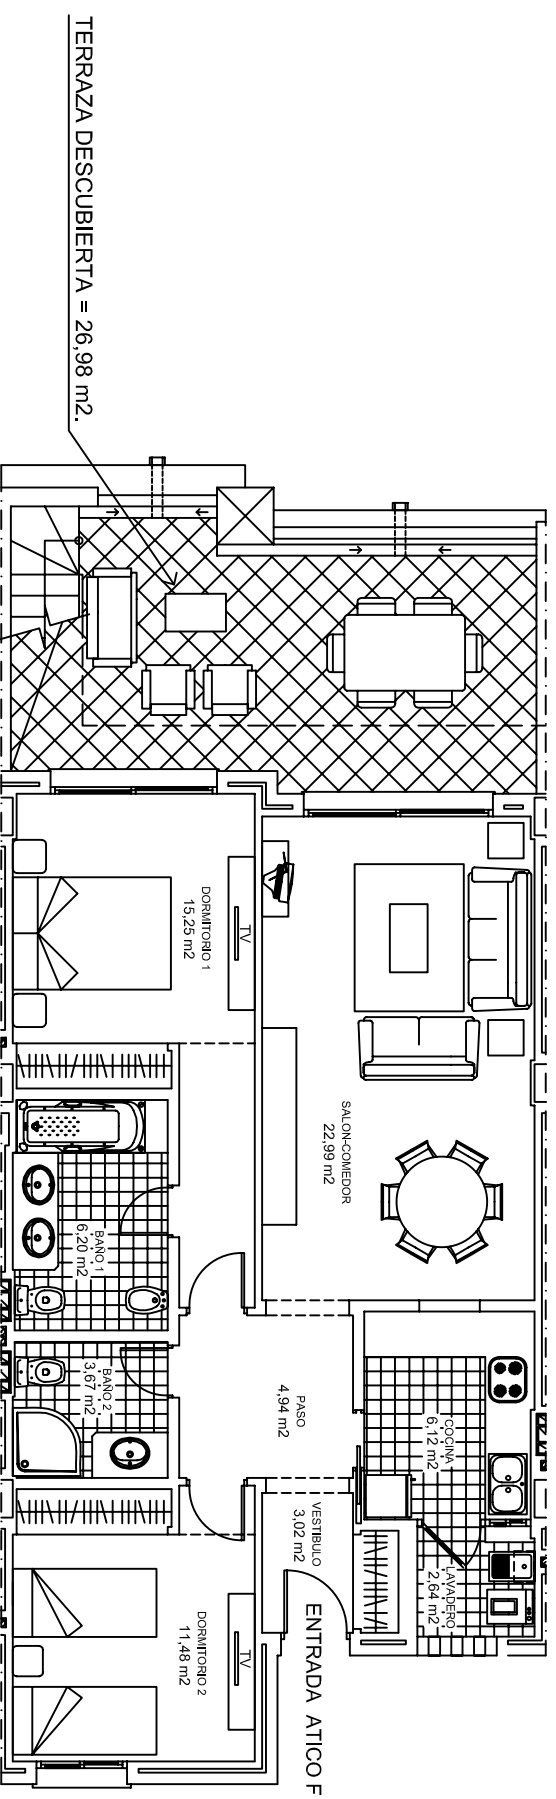 TERRAZA DESCUBIERTA = 26,98 m2.
TV
DORMITORIO 1
15,25 m2
SALON-COMEDOR
22,99 m2
BAÑO 1
6,20 m2
BAÑO 2
3,67 m2
PASO
4,94 m2
COCINA
6,12 m2
VESTIBULO
3,02 m2
LAVADERO
2,64 m2
ENTRADA ATICO F
TV
DORMITORIO 2
11,48 m2